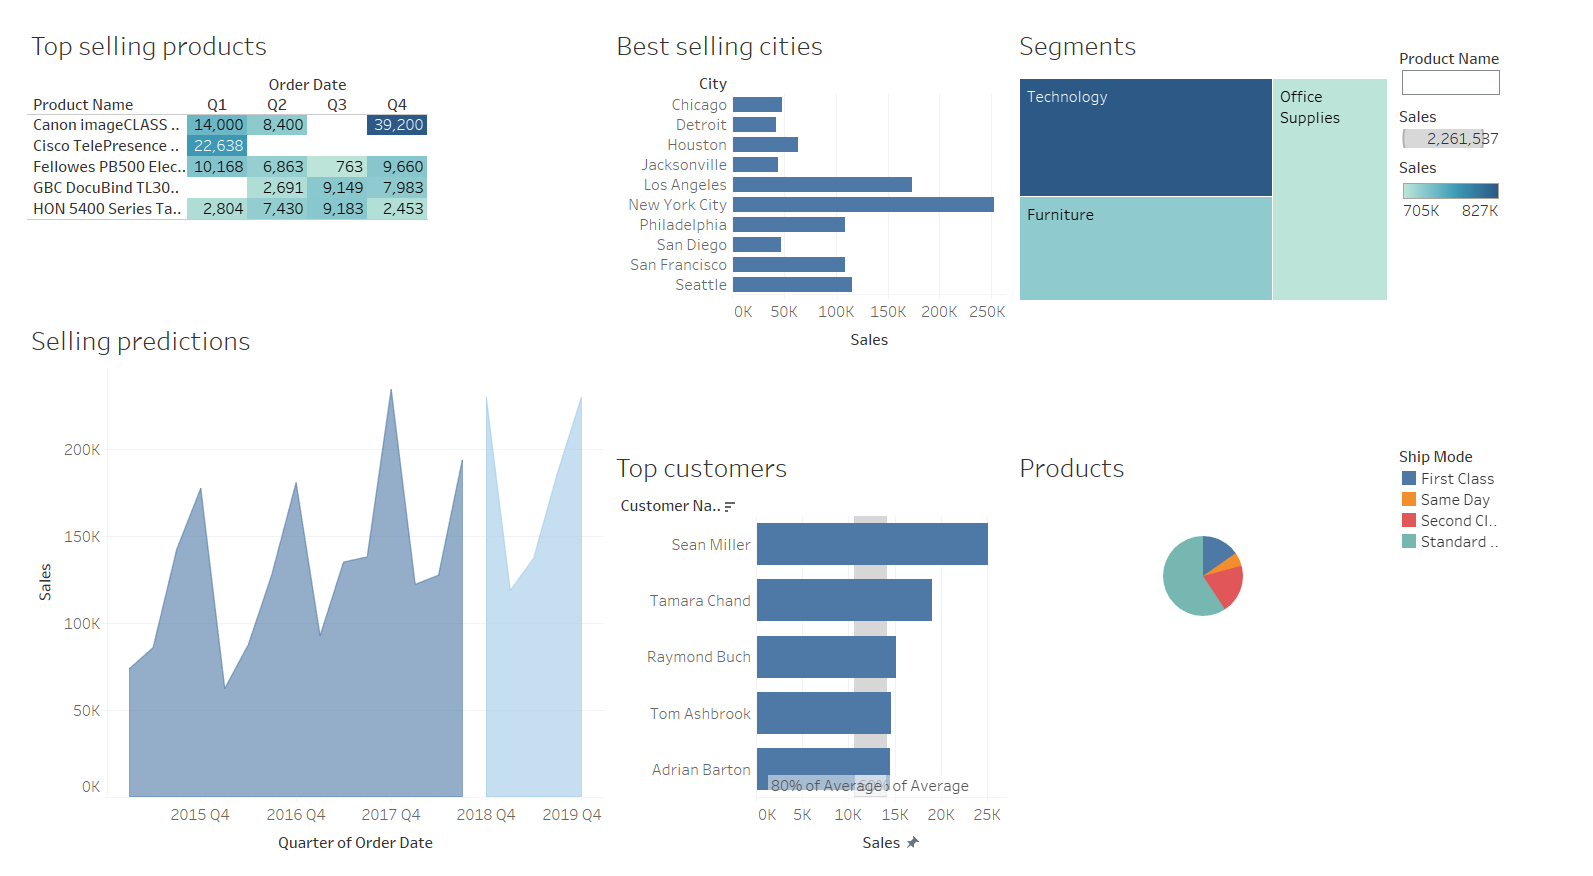 Top selling products
Order Date
Product Name Q1 Q2 Q3 Q4
Canon imageCLASS .. 14,000 8,400 39,200
Cisco TelePresence .. 22,638
Fellowes PB500 Elec.. 10,168 6,863 763 9,660
GBC DocuBind TL30.. 2,691 9,149 7,983
HON 5400 Series Ta.. 2,804 7,430 9,183 2,453
Best selling cities
City
Chicago
Detroit
Houston
Jacksonville
Los Angeles
New York City
Philadelphia
San Diego
San Francisco
Seattle
0K 50K 100K 150K 200K 250K
Sales
Segments
Technology
Office
Supplies
Furniture
Product Name
Sales
2,261,537
Sales
705K 827K
Selling predictions
200K
150K
100K
50K
0K
Sales
2015 Q4 2016 Q4 2017 Q4 2018 Q4 2019 Q4
Quarter of Order Date
Top customers
Customer Na..
Sean Miller
Tamara Chand
Raymond Buch
Tom Ashbrook
Adrian Barton
80% of Average of Average
0K 5K 10K 15K 20K 25K
Sales
Products
Ship Mode
First Class
Same Day
Second Cl..
Standard ..